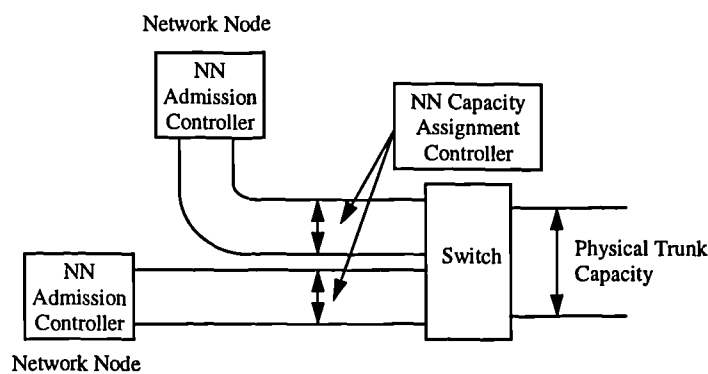 Network Node
NN
Admission
Controller
NN Capacity
Assignment
Controller
Switch
Physical Trunk
Capacity
NN
Admission
Controller
Network Node